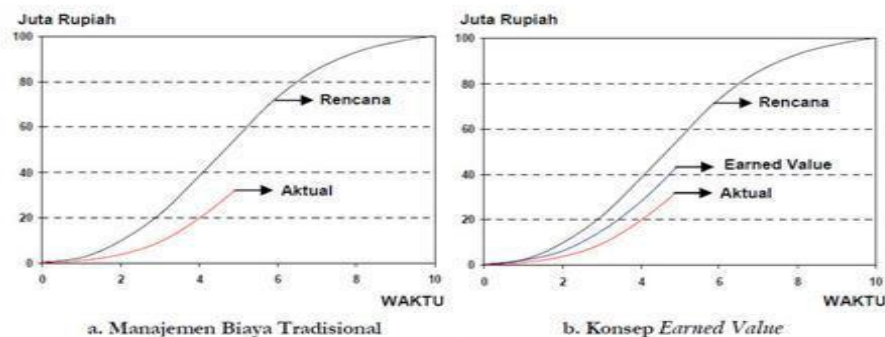 Juta Rupiah
100
80
60
40
20
0
Rencana
Aktual
0 2 4 6 8 10
WAKTU
a. Manajemen Biaya Tradisional
Juta Rupiah
100
80
60
40
20
0
Rencana
Earned Value
Aktual
0 2 4 6 8 10
WAKTU
b. Konsep Earned Value